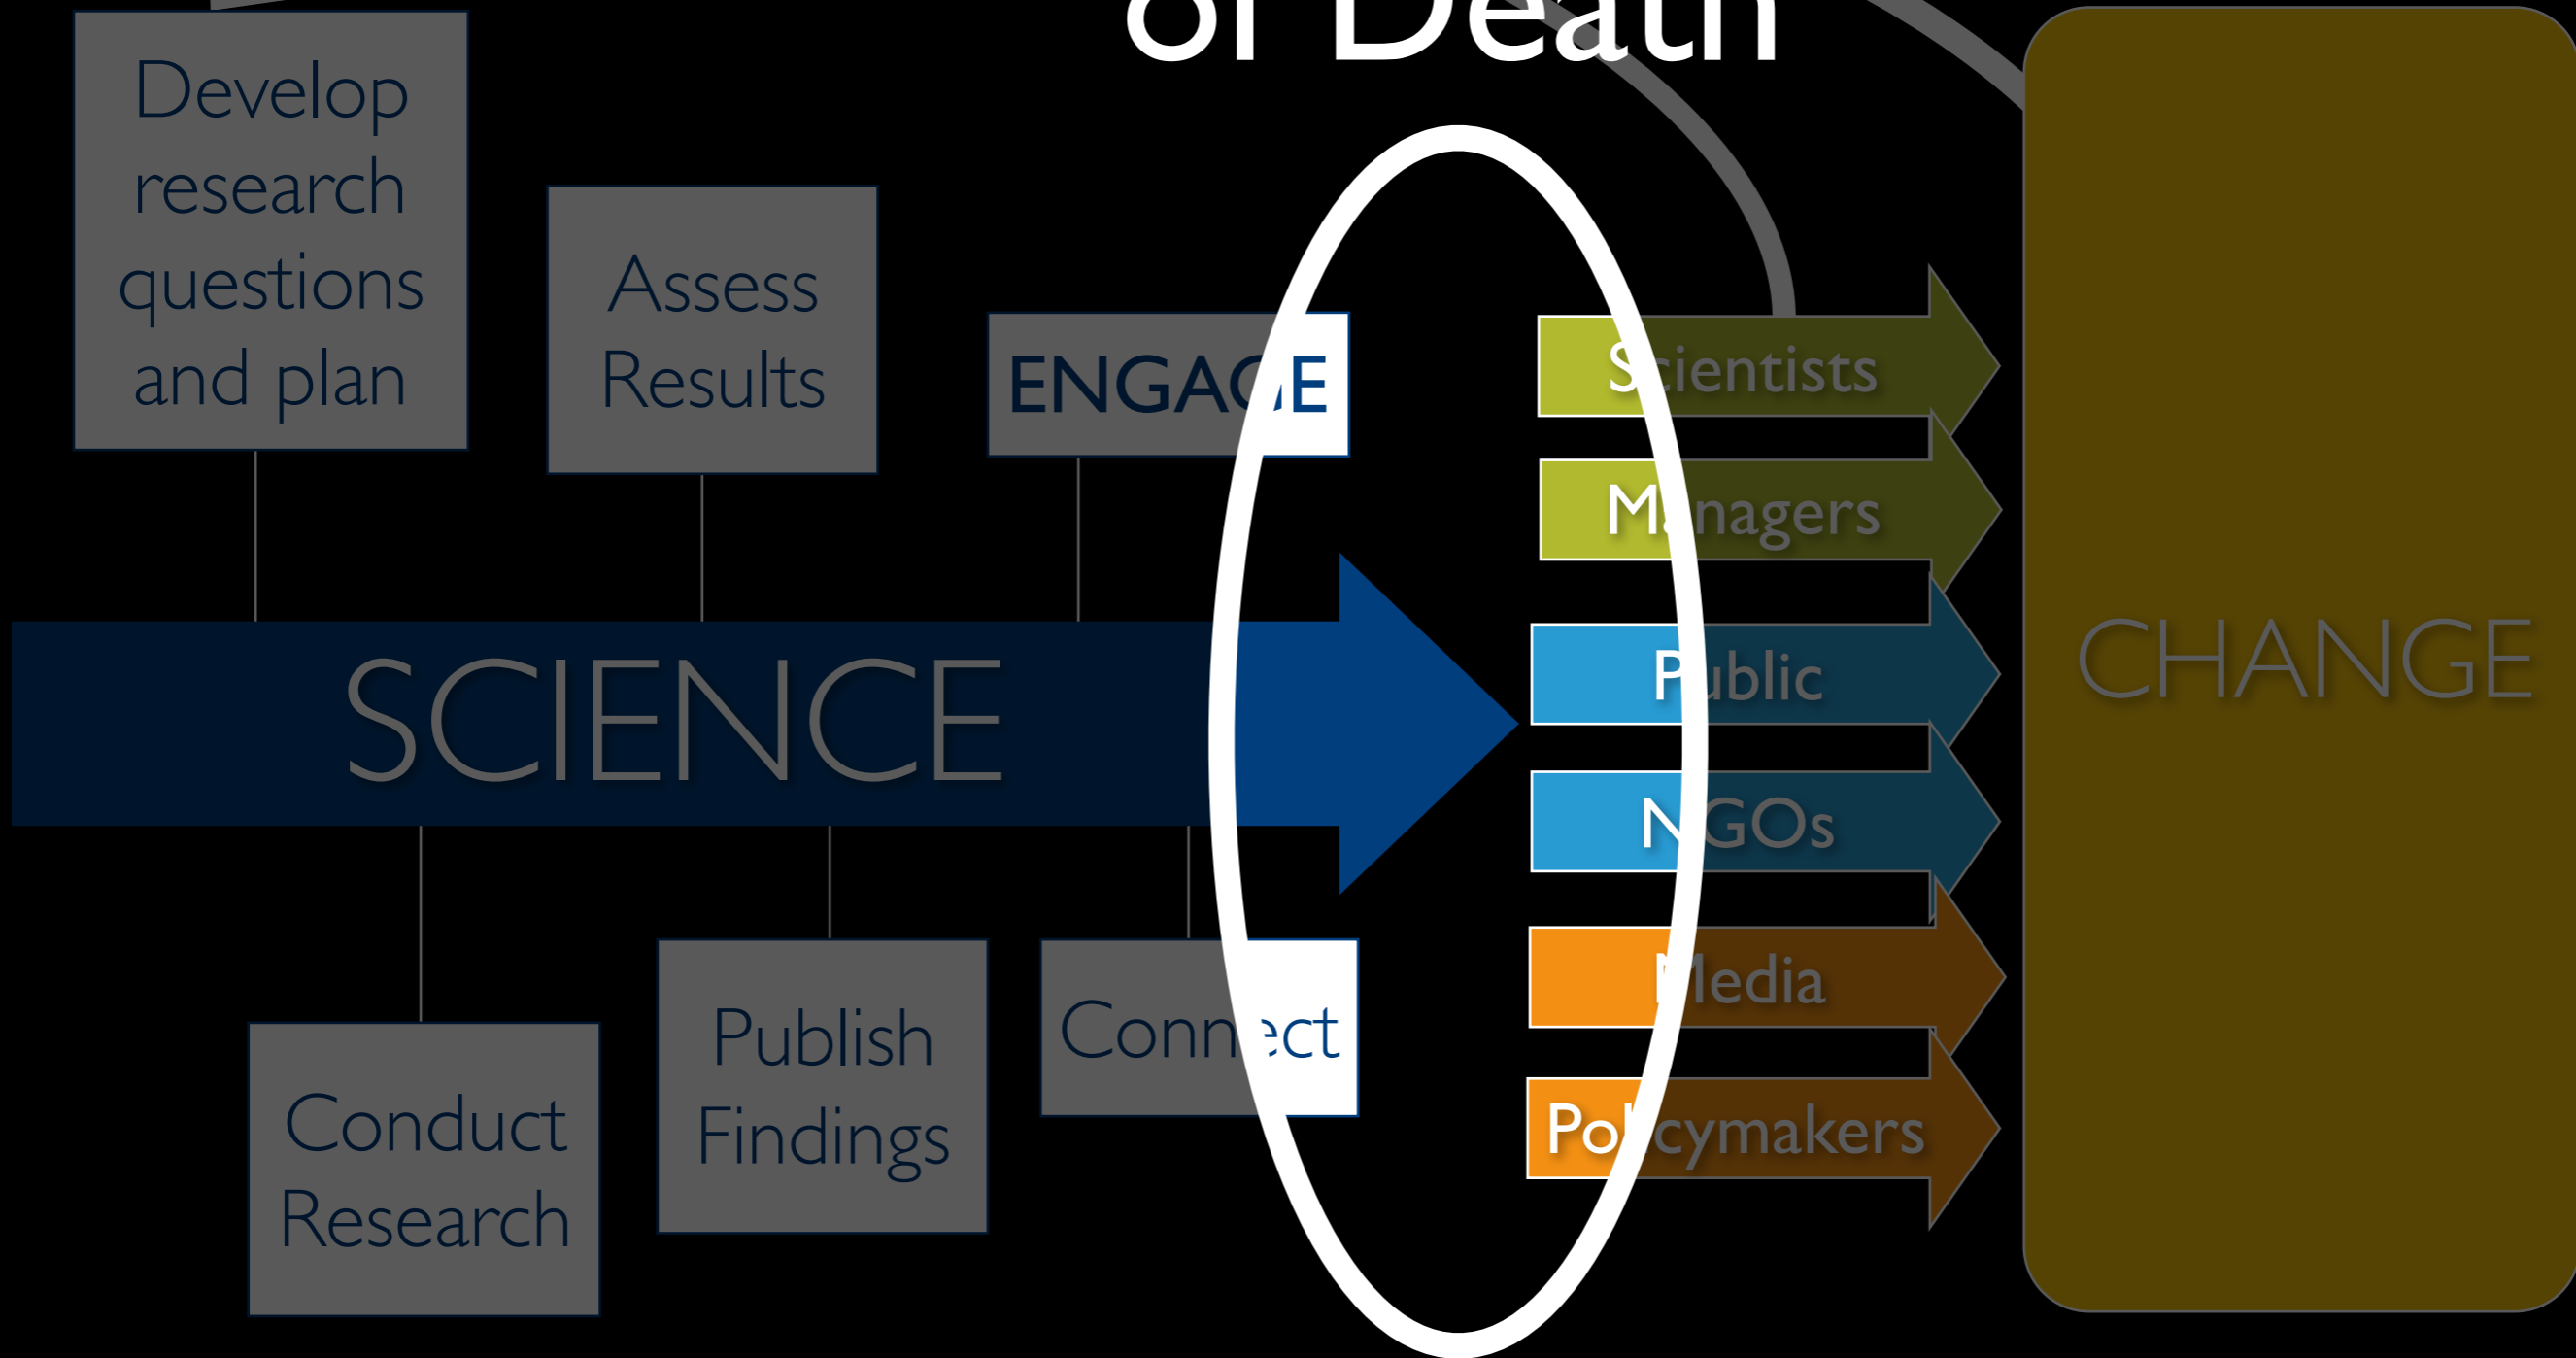 of Death
Develop
research
questions
and plan
Assess
Results
ENGAGE
SCIENCE
Conduct
Research
Publish
Findings
Connect
Scientists
Managers
Public
NGOs
Media
Policymakers
CHANGE